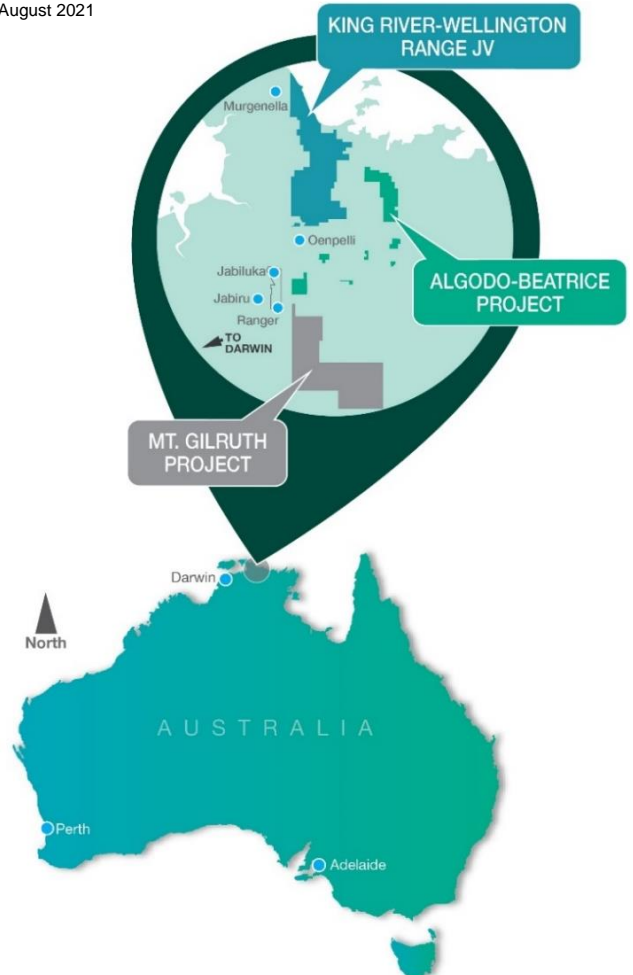 August 2021
KING RIVER-WELLINGTON
RANGE JV
Murgenella
Oenpelli
Jabiluka
ALGODO-BEATRICE
PROJECT
Jabiru
Ranger
TO
DARWIN
MT. GILRUTH
PROJECT
Darwin
North
AUSTRALIA
Perth
Adelaide